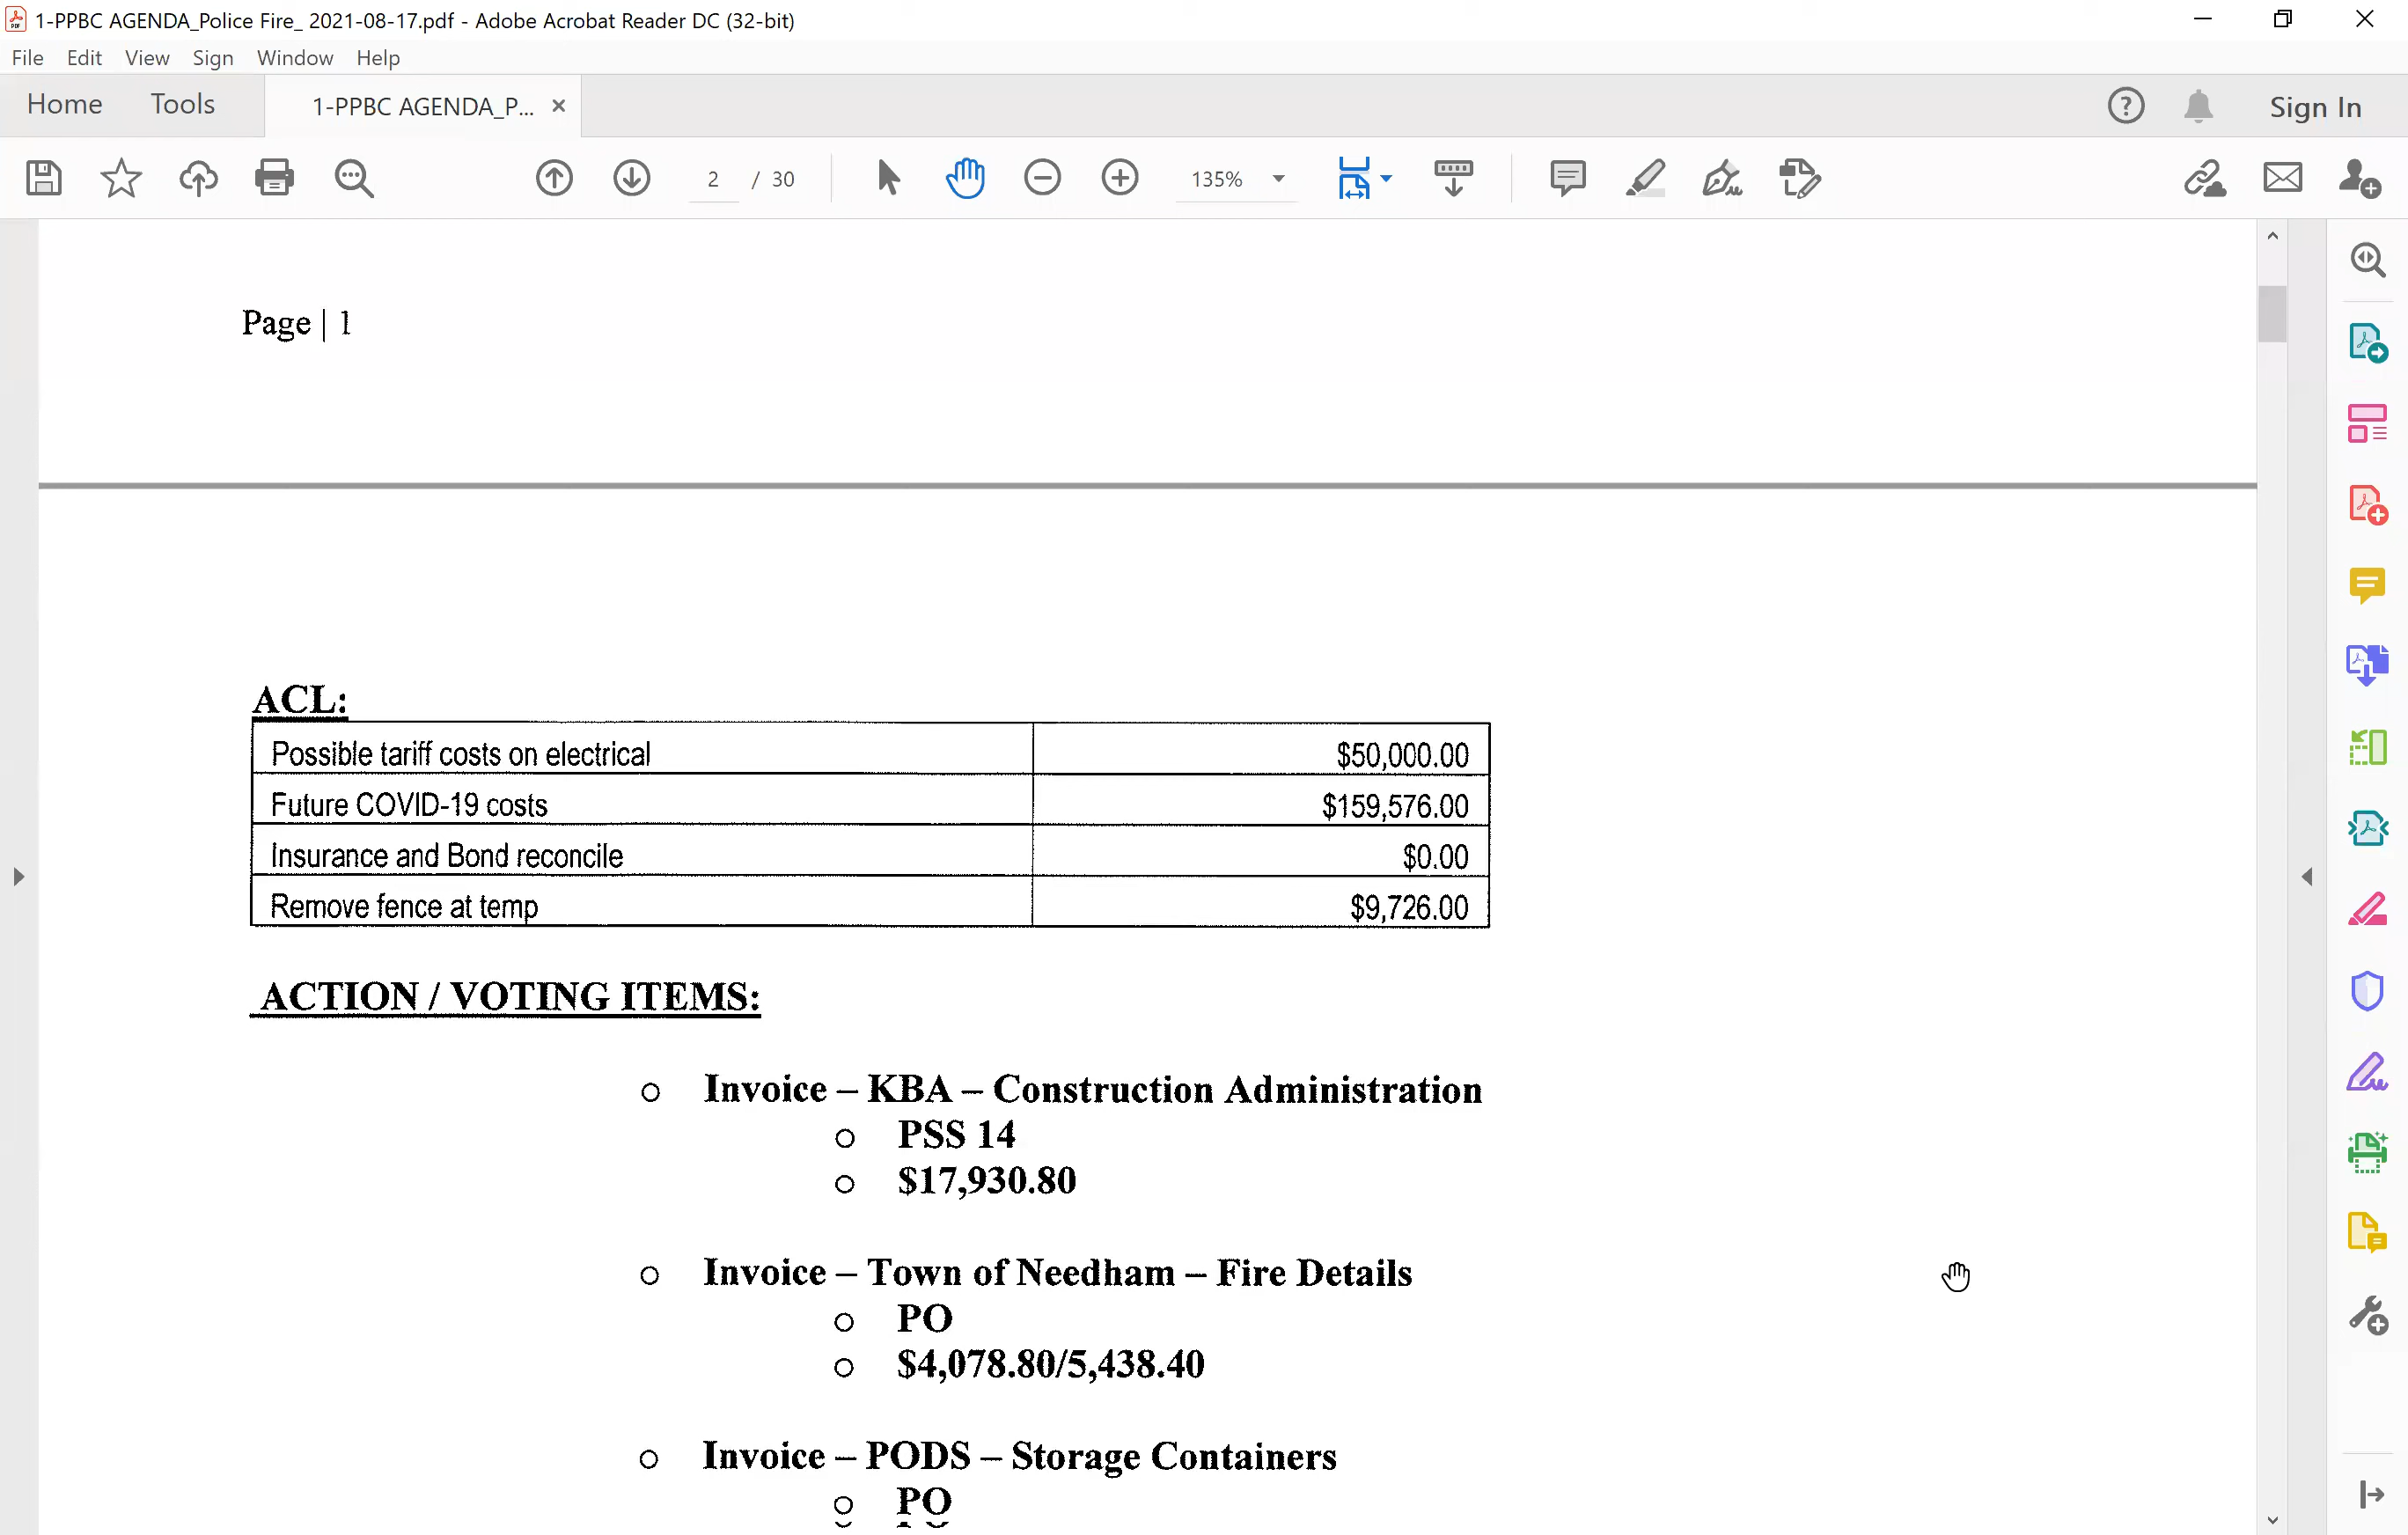 1-PPBC AGENDA_Police Fire_ 2021-08-17.pdf - Adobe Acrobat Reader DC (32-bit)
File Edit View Sign Window Help
Home Tools 1-PPBC AGENDA_P... × Sign In
2 / 30 135%
Page | 1
ACL:
Possible tariff costs on electrical $50,000.00
Future COVID-19 costs $159,576.00
Insurance and Bond reconcile $0.00
Remove fence at temp $9,726.00
ACTION / VOTING ITEMS:
o Invoice – KBA – Construction Administration
o PSS 14
o $17,930.80
o Invoice – Town of Needham – Fire Details
o PO
o $4,078.80/5,438.40
o Invoice – PODS – Storage Containers
o PO